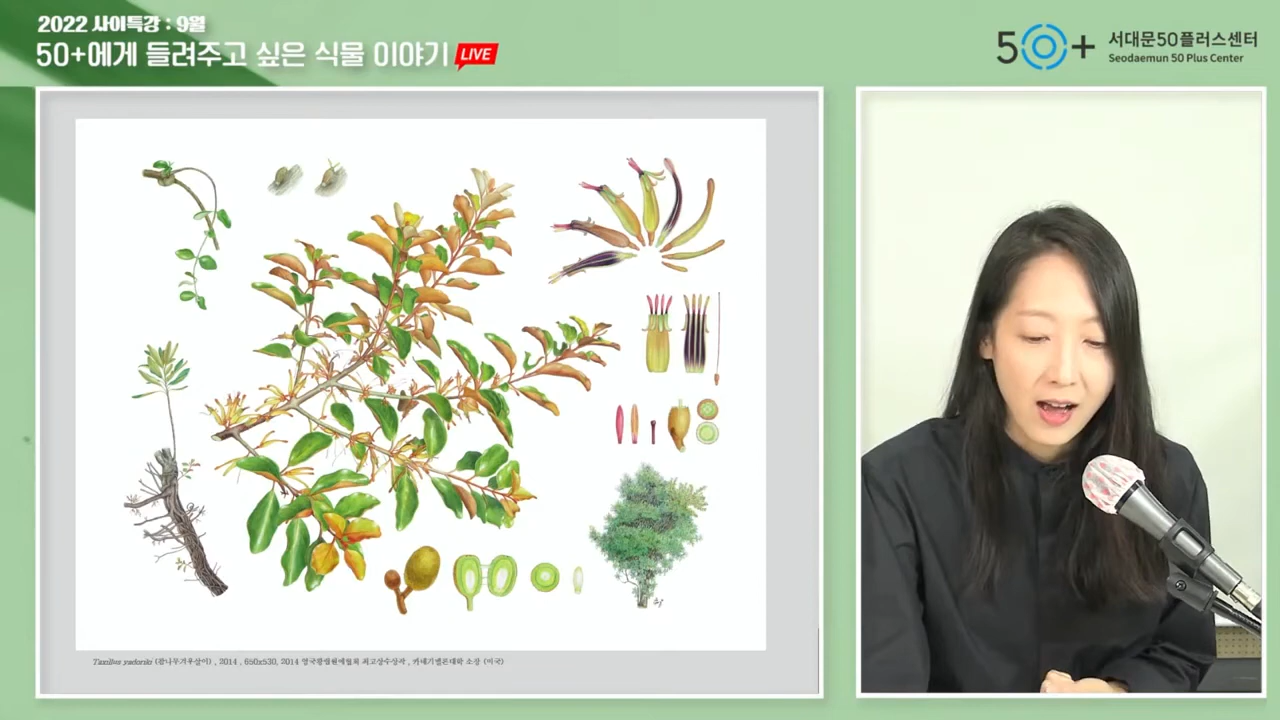 2022 사이특강 : 9월
50+에게 들려주고 싶은 식물 이야기 LIVE
50+ 서대문50플러스센터
Seodaemun 50 Plus Center
Taxillus yadoriki (참나무겨우살이) , 2014 , 650x530, 2014 영국왕립원예협회 최고상수상작 , 카네기멜론대학 소장 (미국)